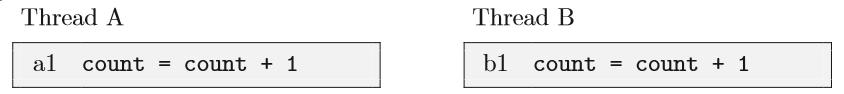 Thread A
a1 count = count + 1
Thread B
b1 count = count + 1